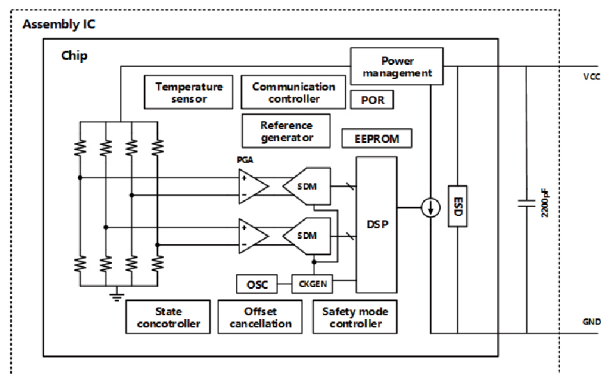 Assembly IC
Chip
Power
management
VCC
Temperature
sensor
Communication
controller
POR
Reference
generator
EEPROM
PGA
+
−
SDM
DSP
ESD
2200pF
+
−
SDM
OSC
CKGEN
State
concotroller
Offset
cancellation
Safety mode
controller
GND